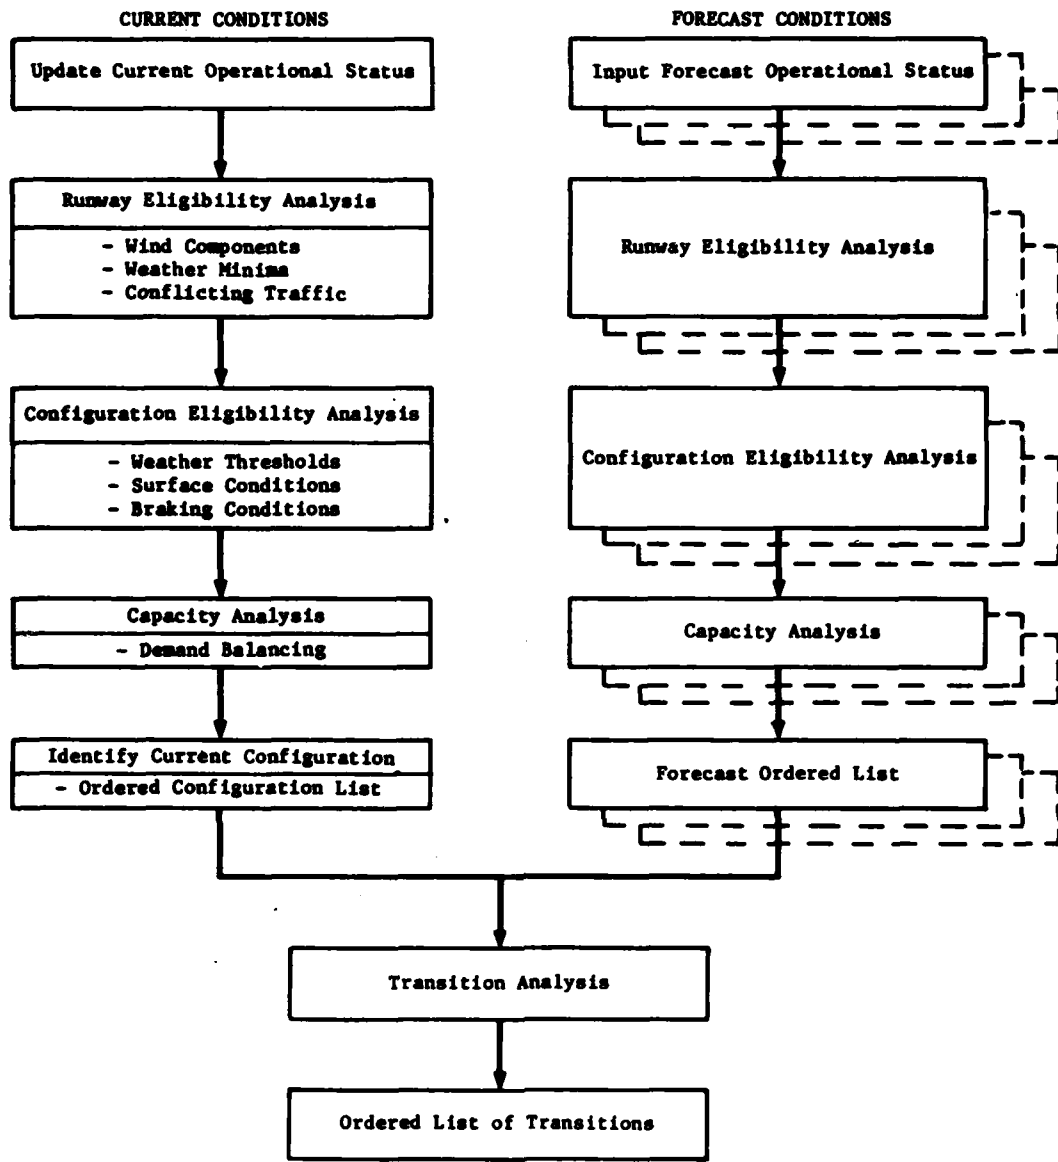 CURRENT CONDITIONS
Update Current Operational Status
Runway Eligibility Analysis
- Wind Components
- Weather Minima
- Conflicting Traffic
Configuration Eligibility Analysis
- Weather Thresholds
- Surface Conditions
- Braking Conditions
Capacity Analysis
- Demand Balancing
Identify Current Configuration
- Ordered Configuration List
FORECAST CONDITIONS
Input Forecast Operational Status
Runway Eligibility Analysis
Configuration Eligibility Analysis
Capacity Analysis
Forecast Ordered List
Transition Analysis
Ordered List of Transitions